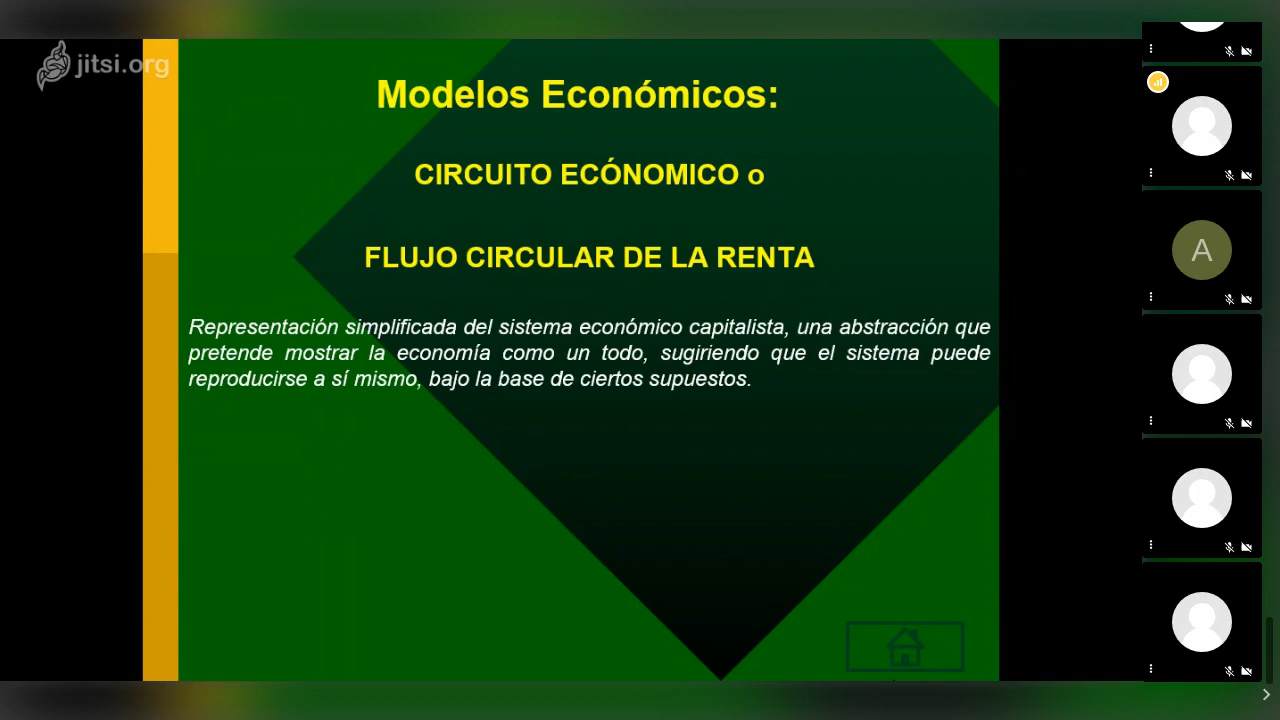 jitsi.org
Modelos Económicos:
CIRCUITO ECÓNOMICO o
FLUJO CIRCULAR DE LA RENTA
Representación simplificada del sistema económico capitalista, una abstracción que
pretende mostrar la economía como un todo, sugiriendo que el sistema puede
reproducirse a sí mismo, bajo la base de ciertos supuestos.
A